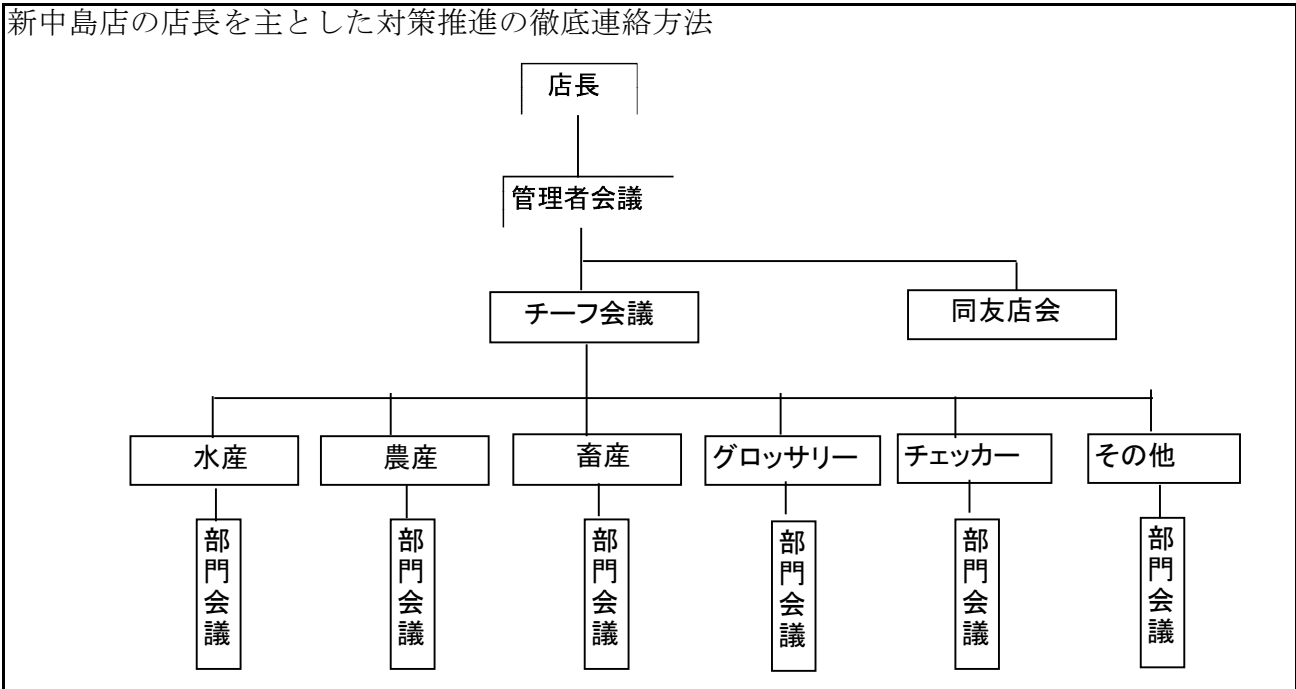 新中島店の店長を主とした対策推進の徹底連絡方法
店長
管理者会議
チーフ会議
同友店会
水産
農産
畜産
グロッサリー
チェッカー
その他
部門会議
部門会議
部門会議
部門会議
部門会議
部門会議